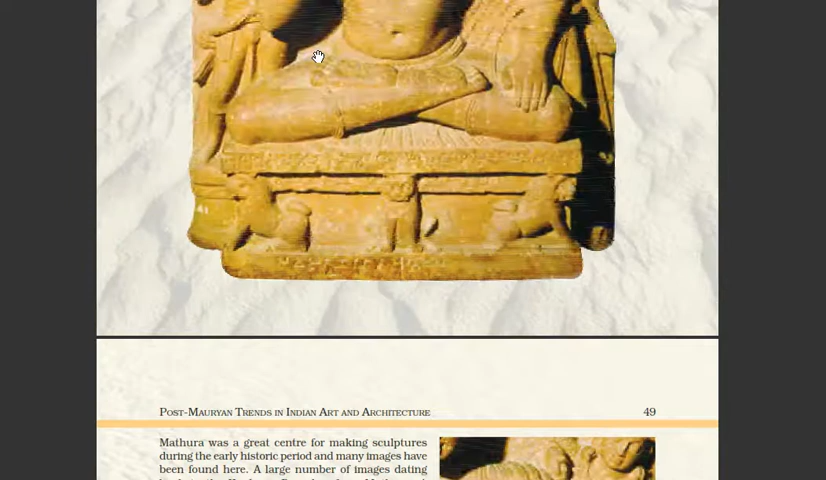 Post-Mauryan Trends in Indian Art and Architecture 49
Mathura was a great centre for making sculptures
during the early historic period and many images have
been found here. A large number of images dating